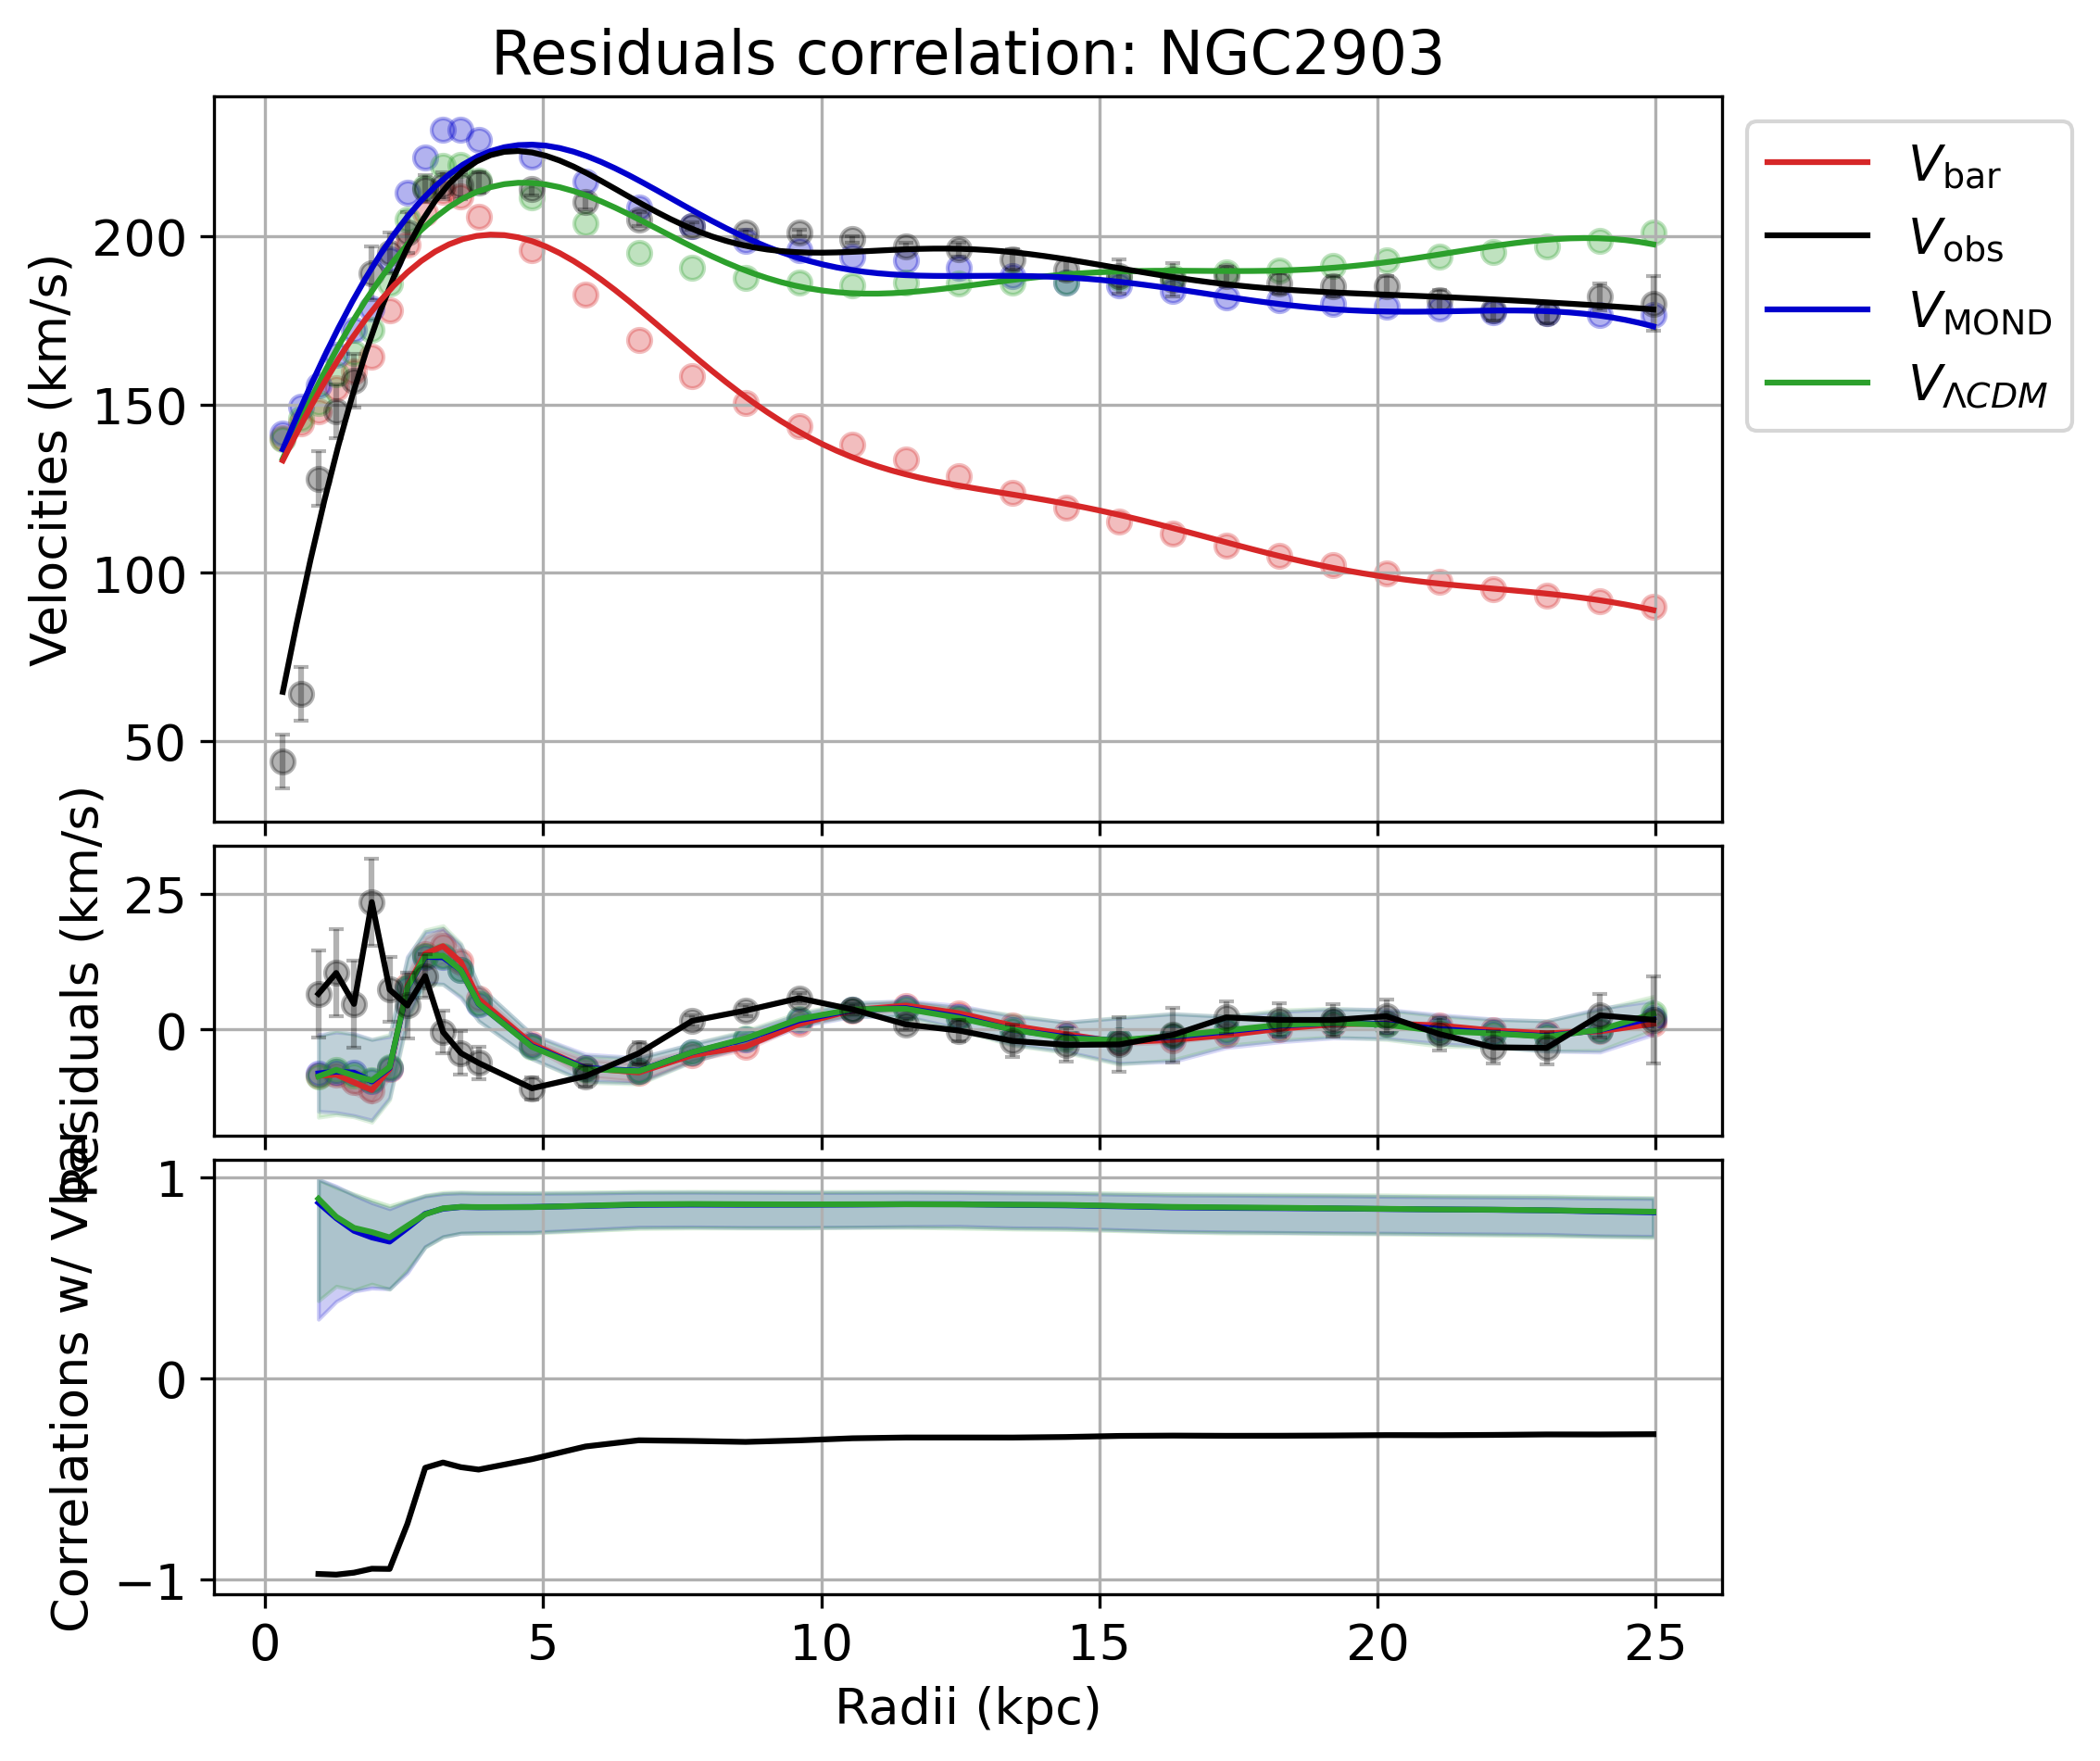 Residuals correlation: NGC2903
Velocities (km/s)
200
150
100
50
V_bar
V_obs
V_MOND
V_ΛCDM
Residuals (km/s)
25
0
Correlations w/ Vbar
1
0
−1
0 5 10 15 20 25
Radii (kpc)